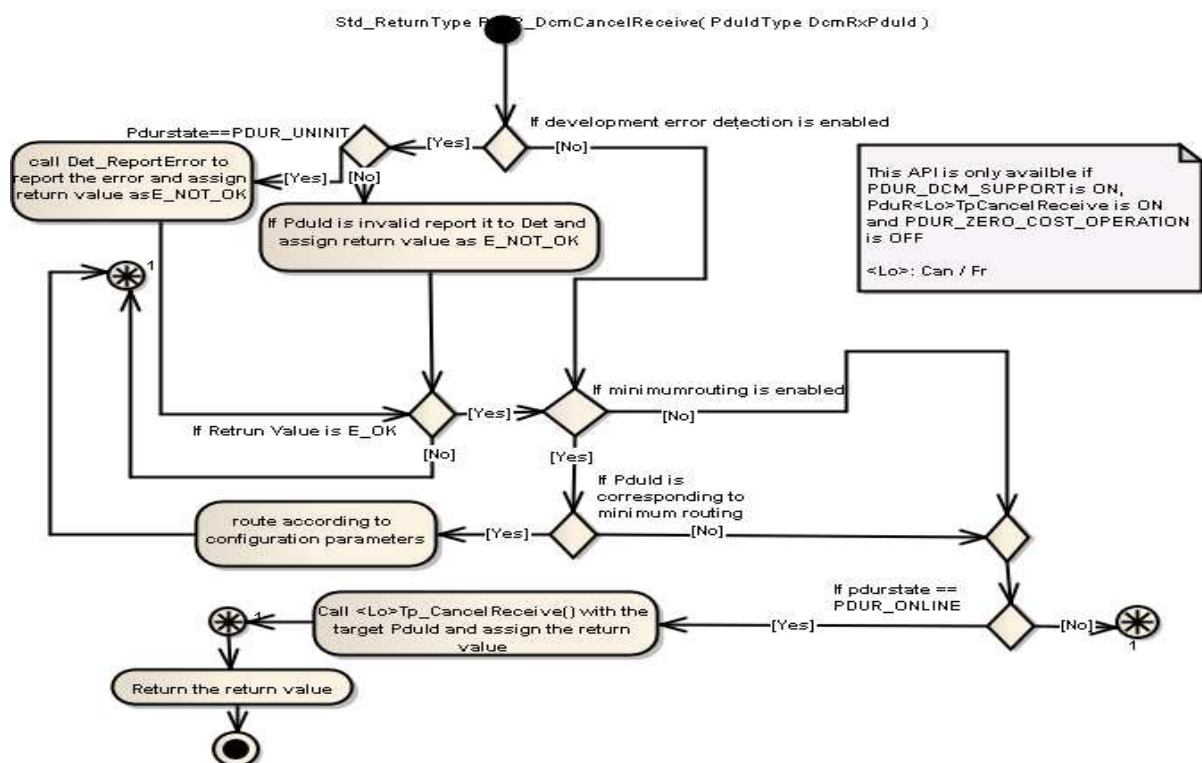 Std_ReturnType P R_DcmCancelReceive( PduIdType DcmRxPduId )
If development error detection is enabled
Pdurstate==PDUR_UNINIT
[Yes]
[No]
call Det_ReportError to
report the error and assign
return value asE_NOT_OK
[Yes]
[No]
If PduId is invalid report it to Det and
assign return value as E_NOT_OK
This API is only availble if
PDUR_DCM_SUPPORT is ON,
PduR<Lo>TpCancelReceive is ON
and PDUR_ZERO_COST_OPERATION
is OFF
<Lo>: Can / Fr
1
If minimumrouting is enabled
[Yes]
[No]
If Retrun Value is E_OK
[No]
[Yes]
If PduId is
corresponding to
minimum routing
route according to
configuration parameters
[Yes]
[No]
If pdurstate ==
PDUR_ONLINE
Call <Lo>Tp_CancelReceive() with the
target PduId and assign the return
value
1
[Yes]
[No]
1
Return the return value